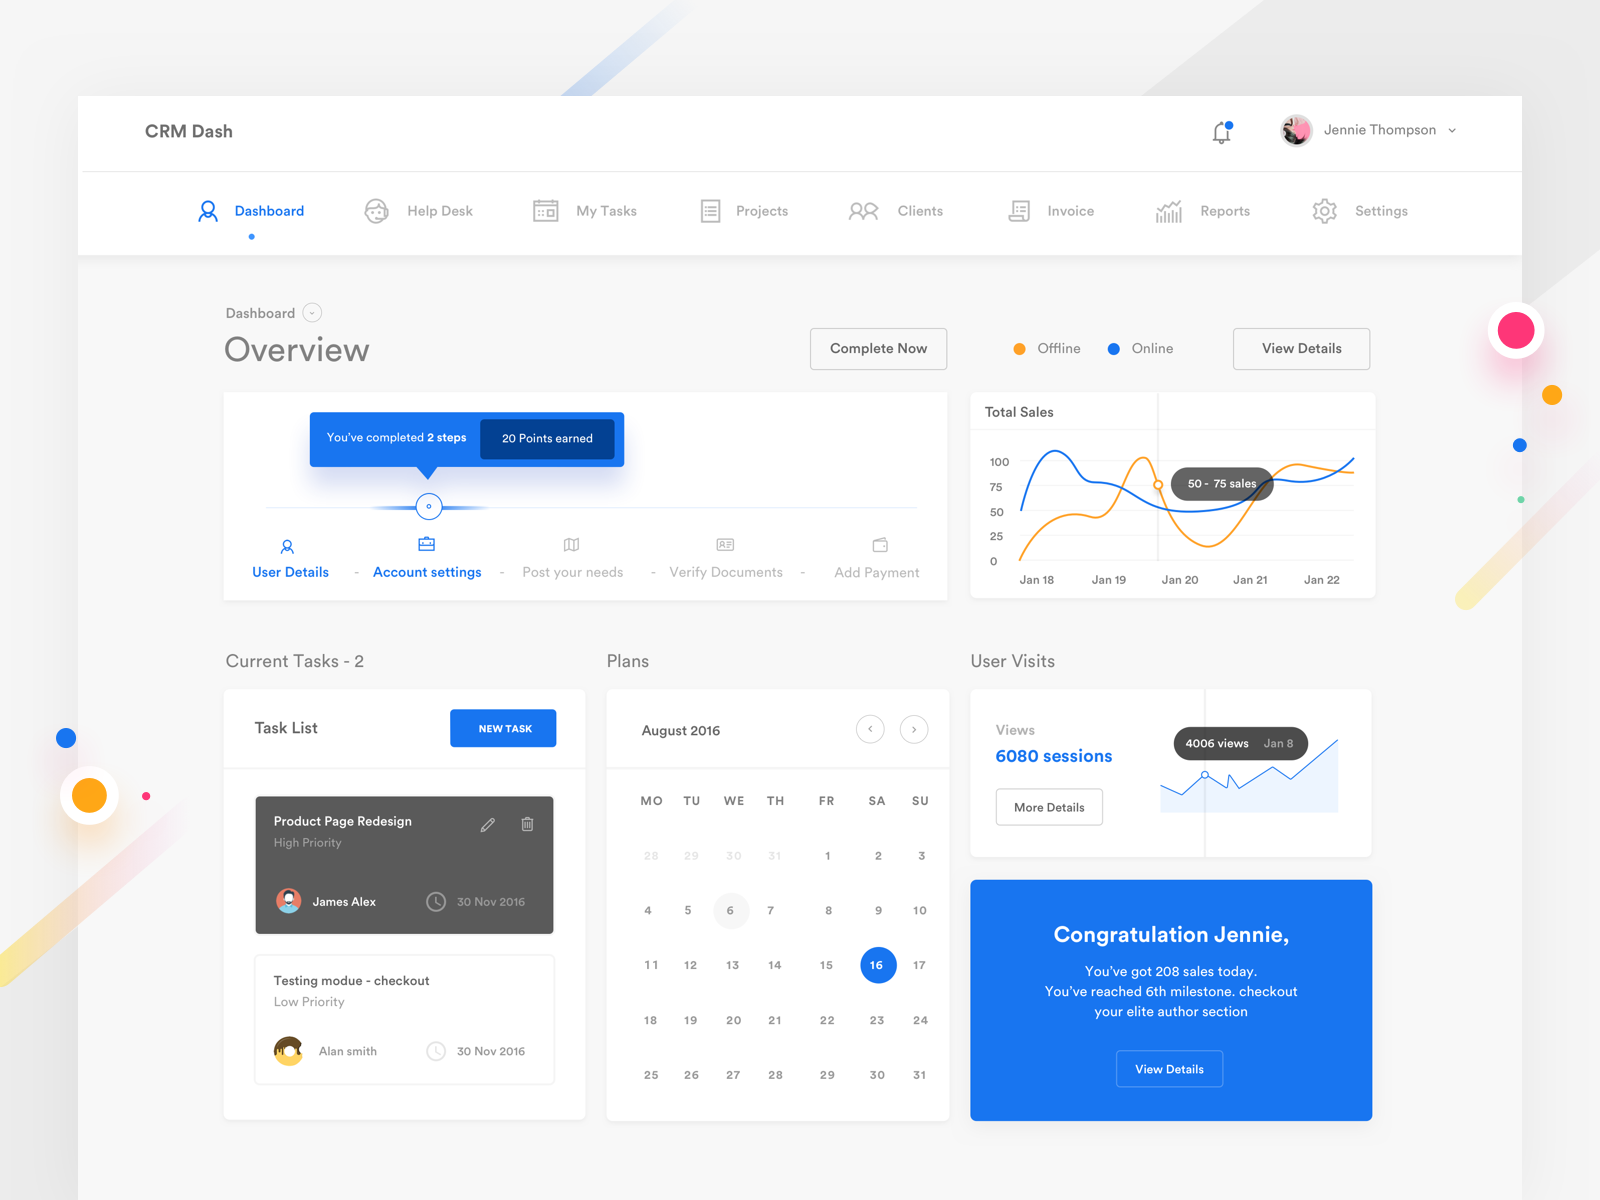 CRM Dash
Jennie Thompson
Dashboard
Help Desk
My Tasks
Projects
Clients
Invoice
Reports
Settings
Dashboard
Overview
Complete Now
Offline
Online
View Details
You've completed 2 steps
20 Points earned
User Details - Account settings - Post your needs - Verify Documents - Add Payment
Total Sales
100
75
50
25
0
50 - 75 sales
Jan 18 Jan 19 Jan 20 Jan 21 Jan 22
Current Tasks - 2
Task List
NEW TASK
Product Page Redesign
High Priority
James Alex
30 Nov 2016
Testing modue - checkout
Low Priority
Alan smith
30 Nov 2016
Plans
August 2016
MO TU WE TH FR SA SU
28 29 30 31 1 2 3
4 5 6 7 8 9 10
11 12 13 14 15 16 17
18 19 20 21 22 23 24
25 26 27 28 29 30 31
User Visits
Views
6080 sessions
More Details
4006 views Jan 8
Congratulation Jennie,
You've got 208 sales today.
You've reached 6th milestone. checkout
your elite author section
View Details